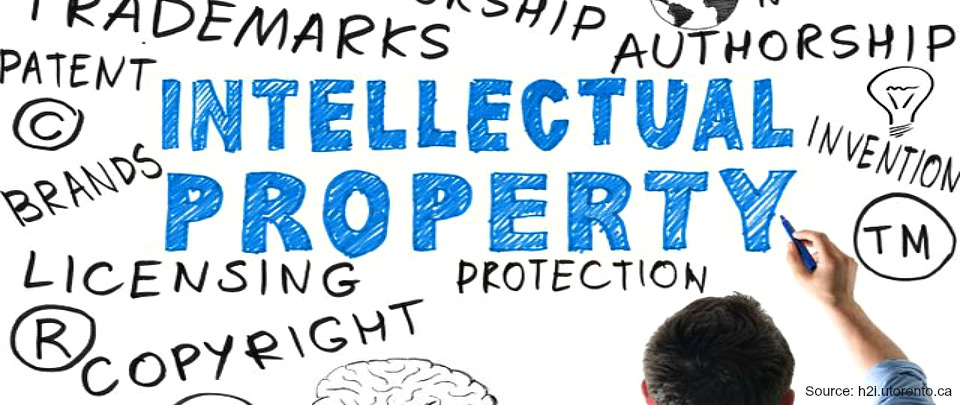 TRADEMARKS
AUTHORSHIP
PATENT
©
INTELLECTUAL
INVENTION
BRANDS
PROPERTY
TM
LICENSING
PROTECTION
®
COPYRIGHT
Source: h2i.utoronto.ca